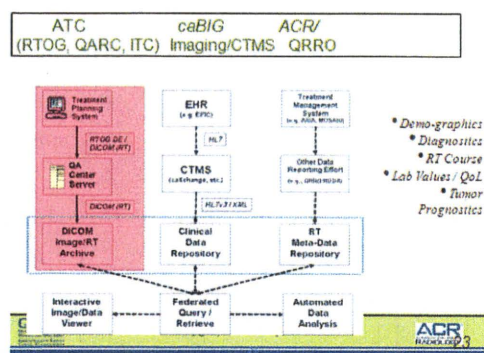 ATC caBIG ACR/
(RTOG, QARC, ITC) Imaging/CTMS QRRO
Treatment
Planning
System
EHR
(e.g. EPIC)
Treatment
Management
System
RTOG DE /
DICOM (RT)
HL7
QA
Center
Server
CTMS
(caExchange, etc.)
Other Data
Reporting Effort
DICOM (RT)
HL7v3 / XML
DICOM
Image/RT
Archive
Clinical
Data
Repository
RT
Meta-Data
Repository
Interactive
Image/Data
Viewer
Federated
Query /
Retrieve
Automated
Data
Analysis
• Demo-graphics
• Diagnostics
• RT Course
• Lab Values / QoL
• Tumor
Prognostics
ACR
RADIOLOGY
23